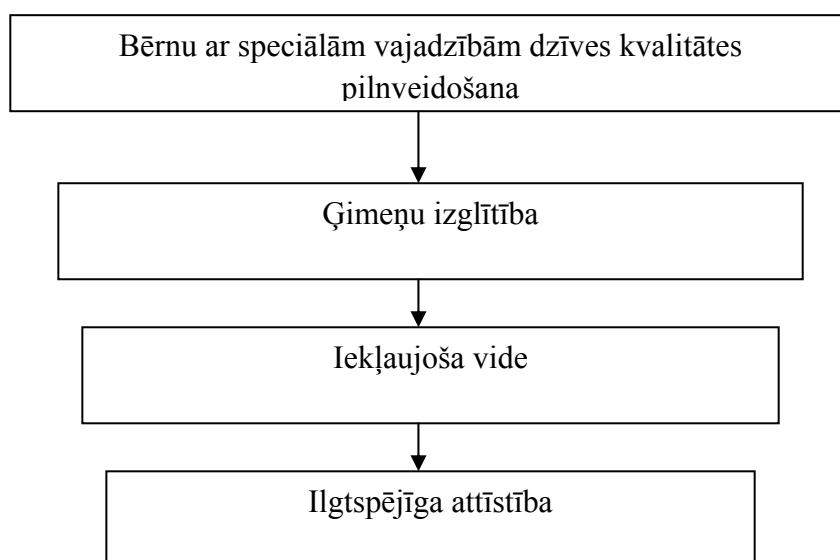 Bērnu ar speciālām vajadzībām dzīves kvalitātes
pilnveidošana
Ģimeņu izglītība
Iekļaujoša vide
Ilgtspējīga attīstība